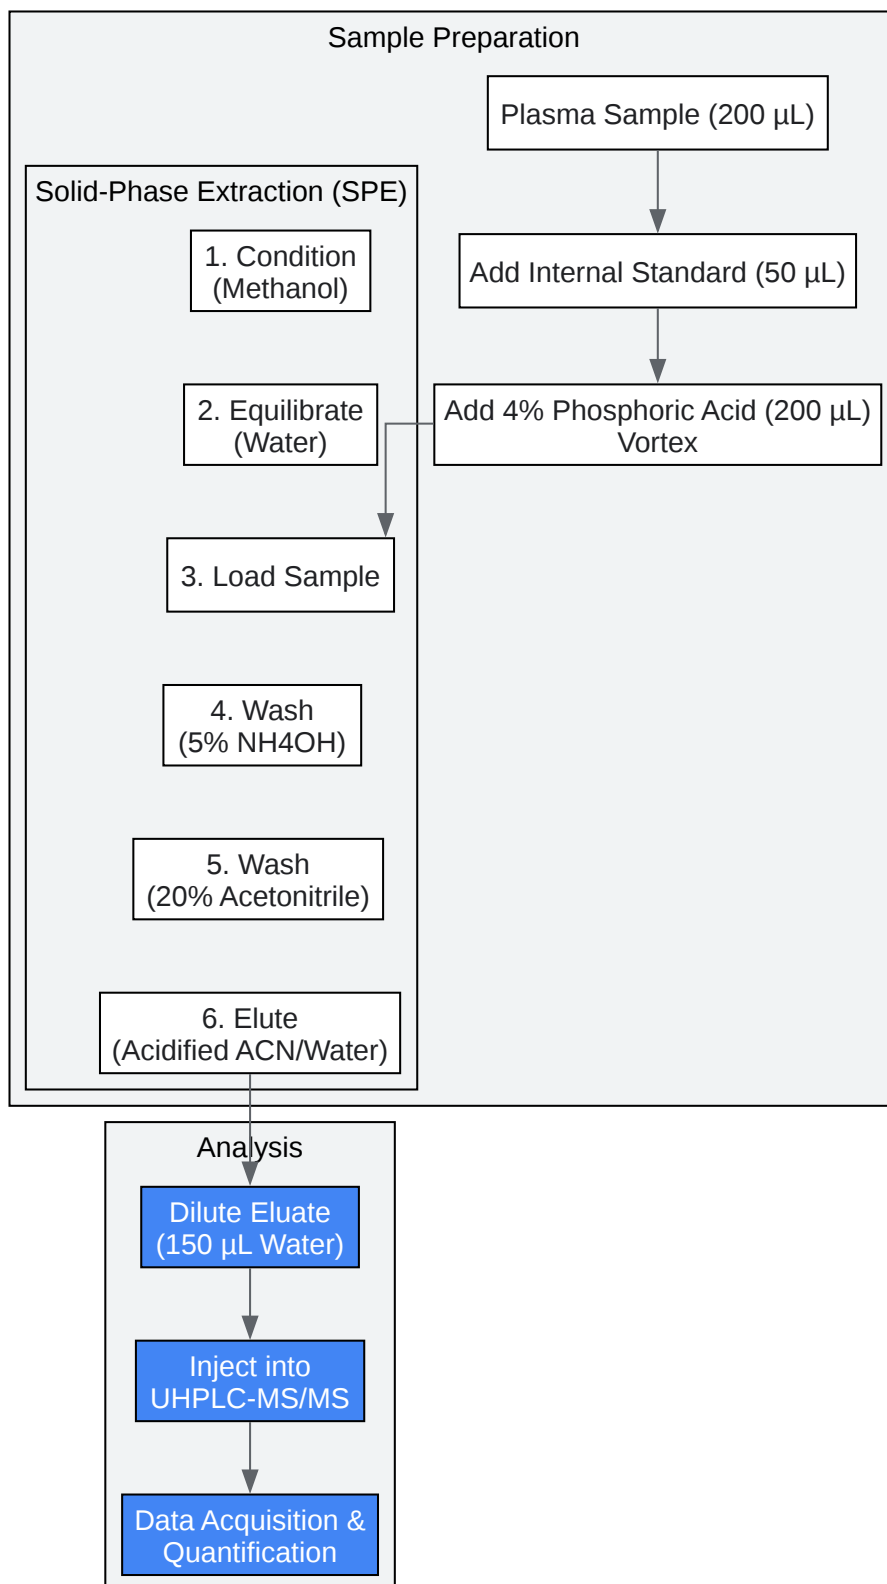 Sample Preparation
Plasma Sample (200 µL)
Add Internal Standard (50 µL)
Add 4% Phosphoric Acid (200 µL)
Vortex
Solid-Phase Extraction (SPE)
1. Condition
(Methanol)
2. Equilibrate
(Water)
3. Load Sample
4. Wash
(5% NH4OH)
5. Wash
(20% Acetonitrile)
6. Elute
(Acidified ACN/Water)
Analysis
Dilute Eluate
(150 µL Water)
Inject into
UHPLC-MS/MS
Data Acquisition &
Quantification